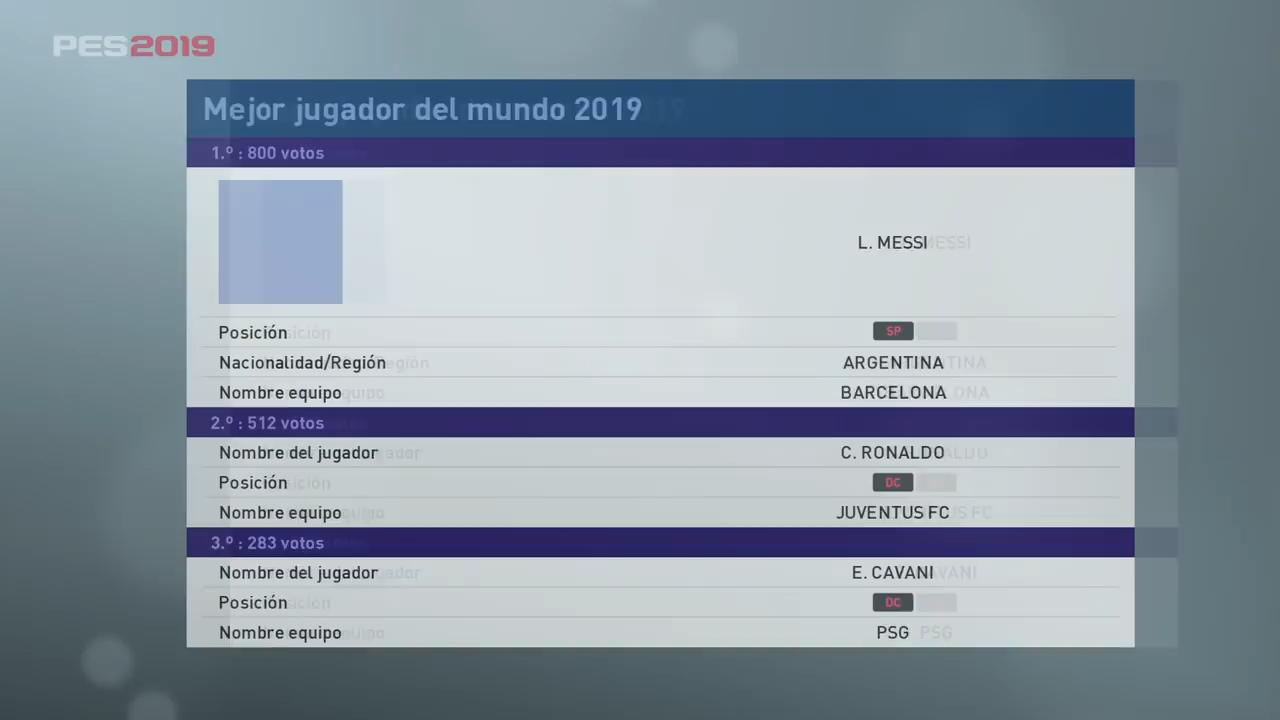 PES2019
Mejor jugador del mundo 2019
1.º : 800 votos
L. MESSI
Posición SP
Nacionalidad/Región ARGENTINA
Nombre equipo BARCELONA
2.º : 512 votos
Nombre del jugador C. RONALDO
Posición DC
Nombre equipo JUVENTUS FC
3.º : 283 votos
Nombre del jugador E. CAVANI
Posición DC
Nombre equipo PSG